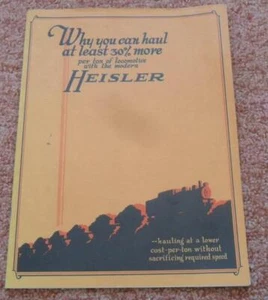 Why you can haul
at least 30% more
per ton of locomotive
with the modern
HEISLER
--hauling at a lower
cost-per-ton without
sacrificing required speed